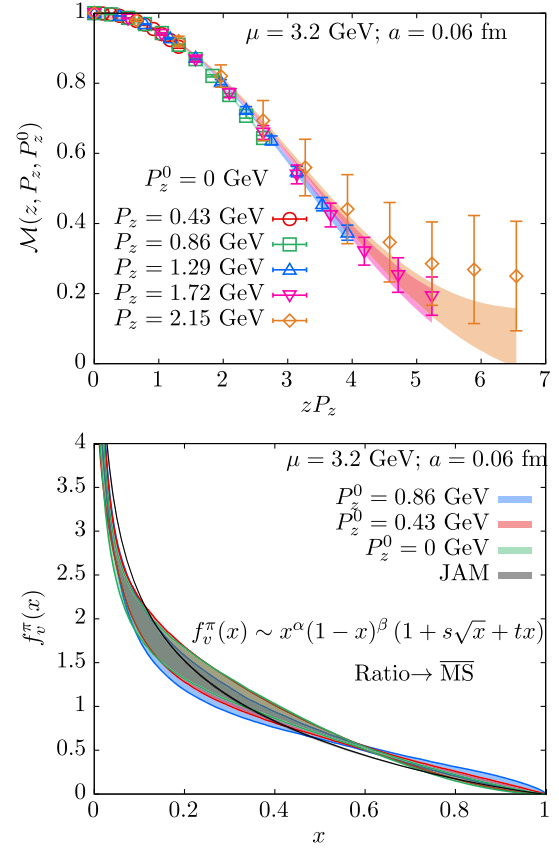 μ = 3.2 GeV; a = 0.06 fm
1
0.8
0.6
0.4
0.2
0
M(z, P_z, P_z^0)
P_z^0 = 0 GeV
P_z = 0.43 GeV
P_z = 0.86 GeV
P_z = 1.29 GeV
P_z = 1.72 GeV
P_z = 2.15 GeV
0 1 2 3 4 5 6 7
zP_z
μ = 3.2 GeV; a = 0.06 fm
4
3.5
3
2.5
2
1.5
1
0.5
0
f_v^π(x)
P_z^0 = 0.86 GeV
P_z^0 = 0.43 GeV
P_z^0 = 0 GeV
JAM
f_v^π(x) ∼ x^α(1 − x)^β (1 + s√x + tx)
Ratio→ \overline{MS}
0 0.2 0.4 0.6 0.8 1
x